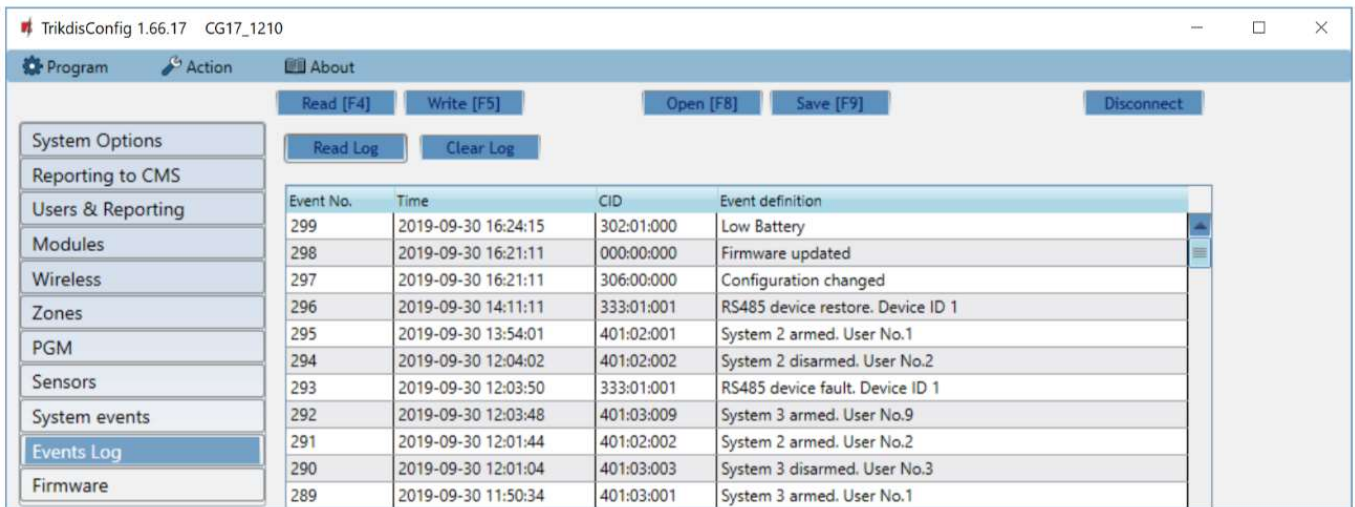 TrikdisConfig 1.66.17 CG17_1210
Program Action About
Read [F4] Write [F5] Open [F8] Save [F9] Disconnect
Read Log Clear Log
System Options
Reporting to CMS
Users & Reporting
Modules
Wireless
Zones
PGM
Sensors
System events
Events Log
Firmware
Event No. Time CID Event definition
299 2019-09-30 16:24:15 302:01:000 Low Battery
298 2019-09-30 16:21:11 000:00:000 Firmware updated
297 2019-09-30 16:21:11 306:00:000 Configuration changed
296 2019-09-30 14:11:11 333:01:001 RS485 device restore. Device ID 1
295 2019-09-30 13:54:01 401:02:001 System 2 armed. User No.1
294 2019-09-30 12:04:02 401:02:002 System 2 disarmed. User No.2
293 2019-09-30 12:03:50 333:01:001 RS485 device fault. Device ID 1
292 2019-09-30 12:03:48 401:03:009 System 3 armed. User No.9
291 2019-09-30 12:01:44 401:02:002 System 2 armed. User No.2
290 2019-09-30 12:01:04 401:03:003 System 3 disarmed. User No.3
289 2019-09-30 11:50:34 401:03:001 System 3 armed. User No.1